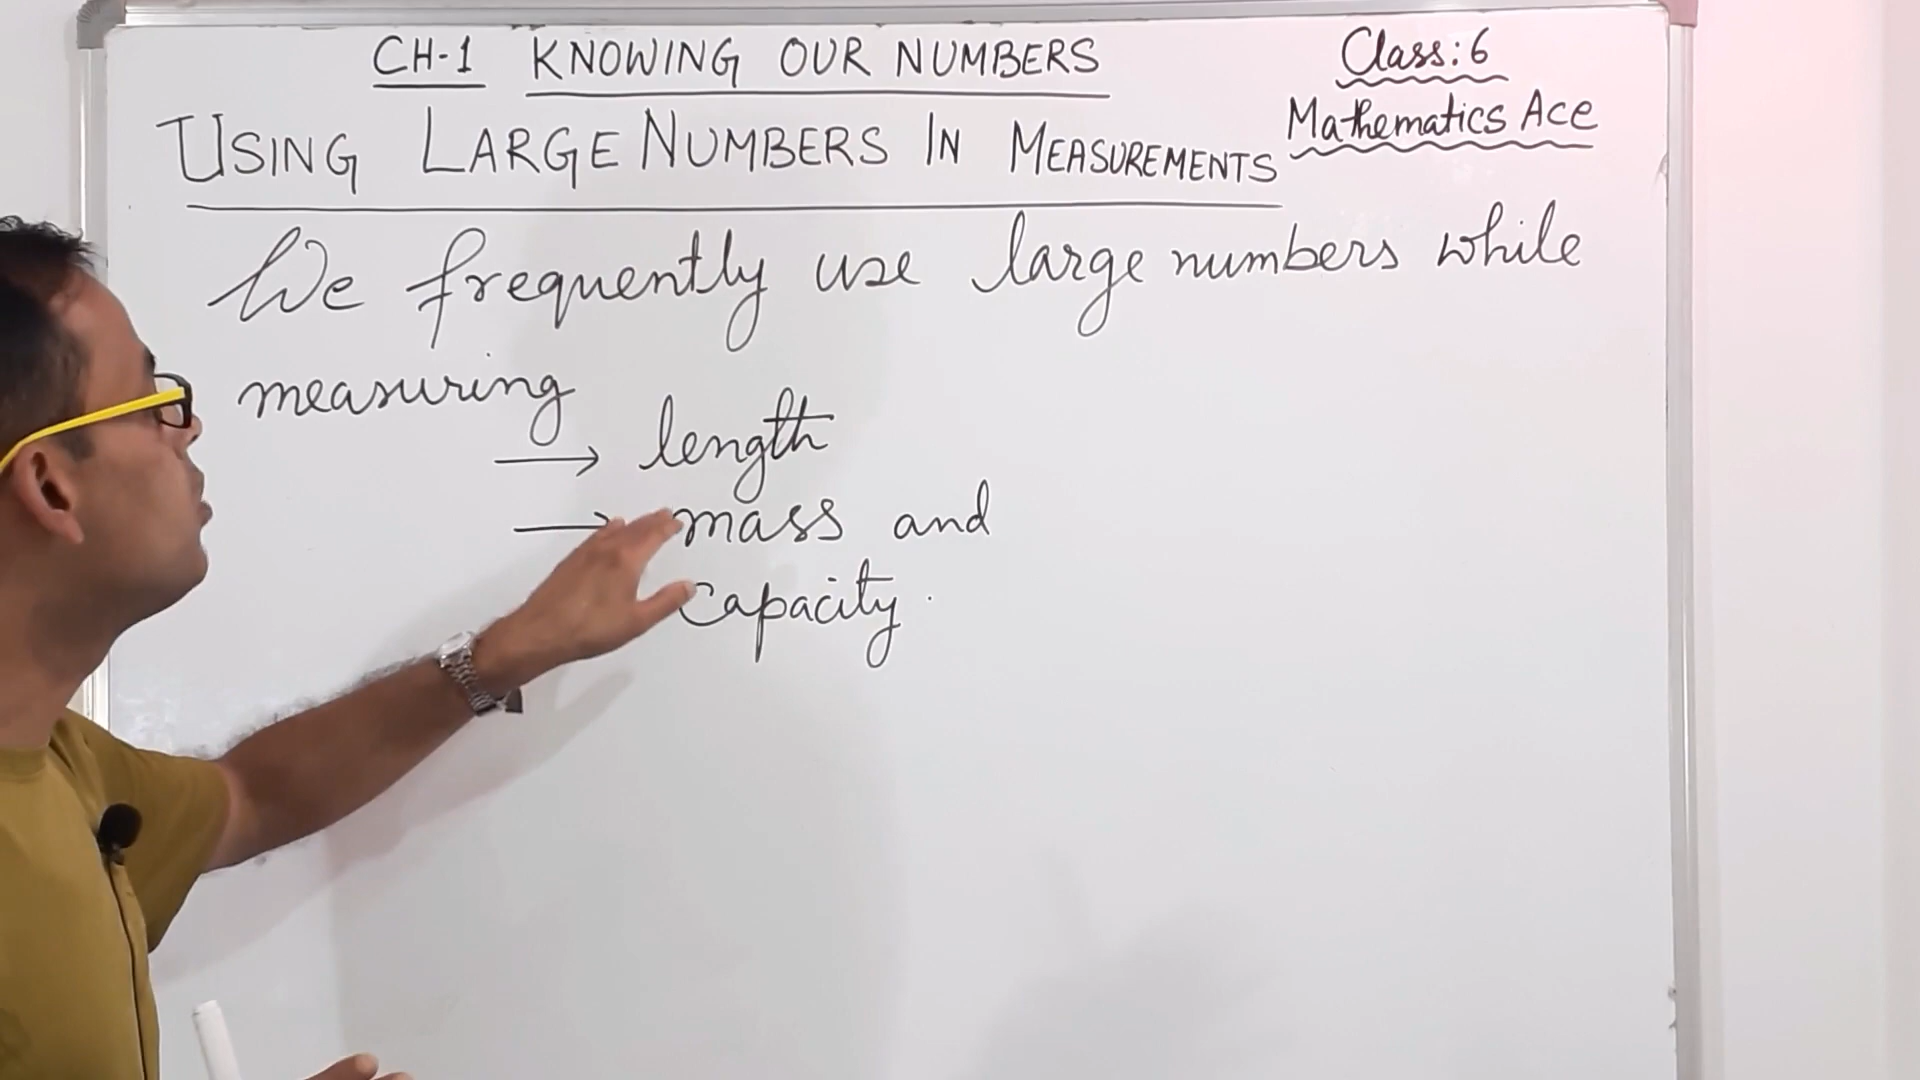 CH-1 KNOWING OUR NUMBERS
Class: 6
Mathematics Ace
USING LARGE NUMBERS IN MEASUREMENTS
We frequently use large numbers while
measuring
→ length
→ mass and
capacity.